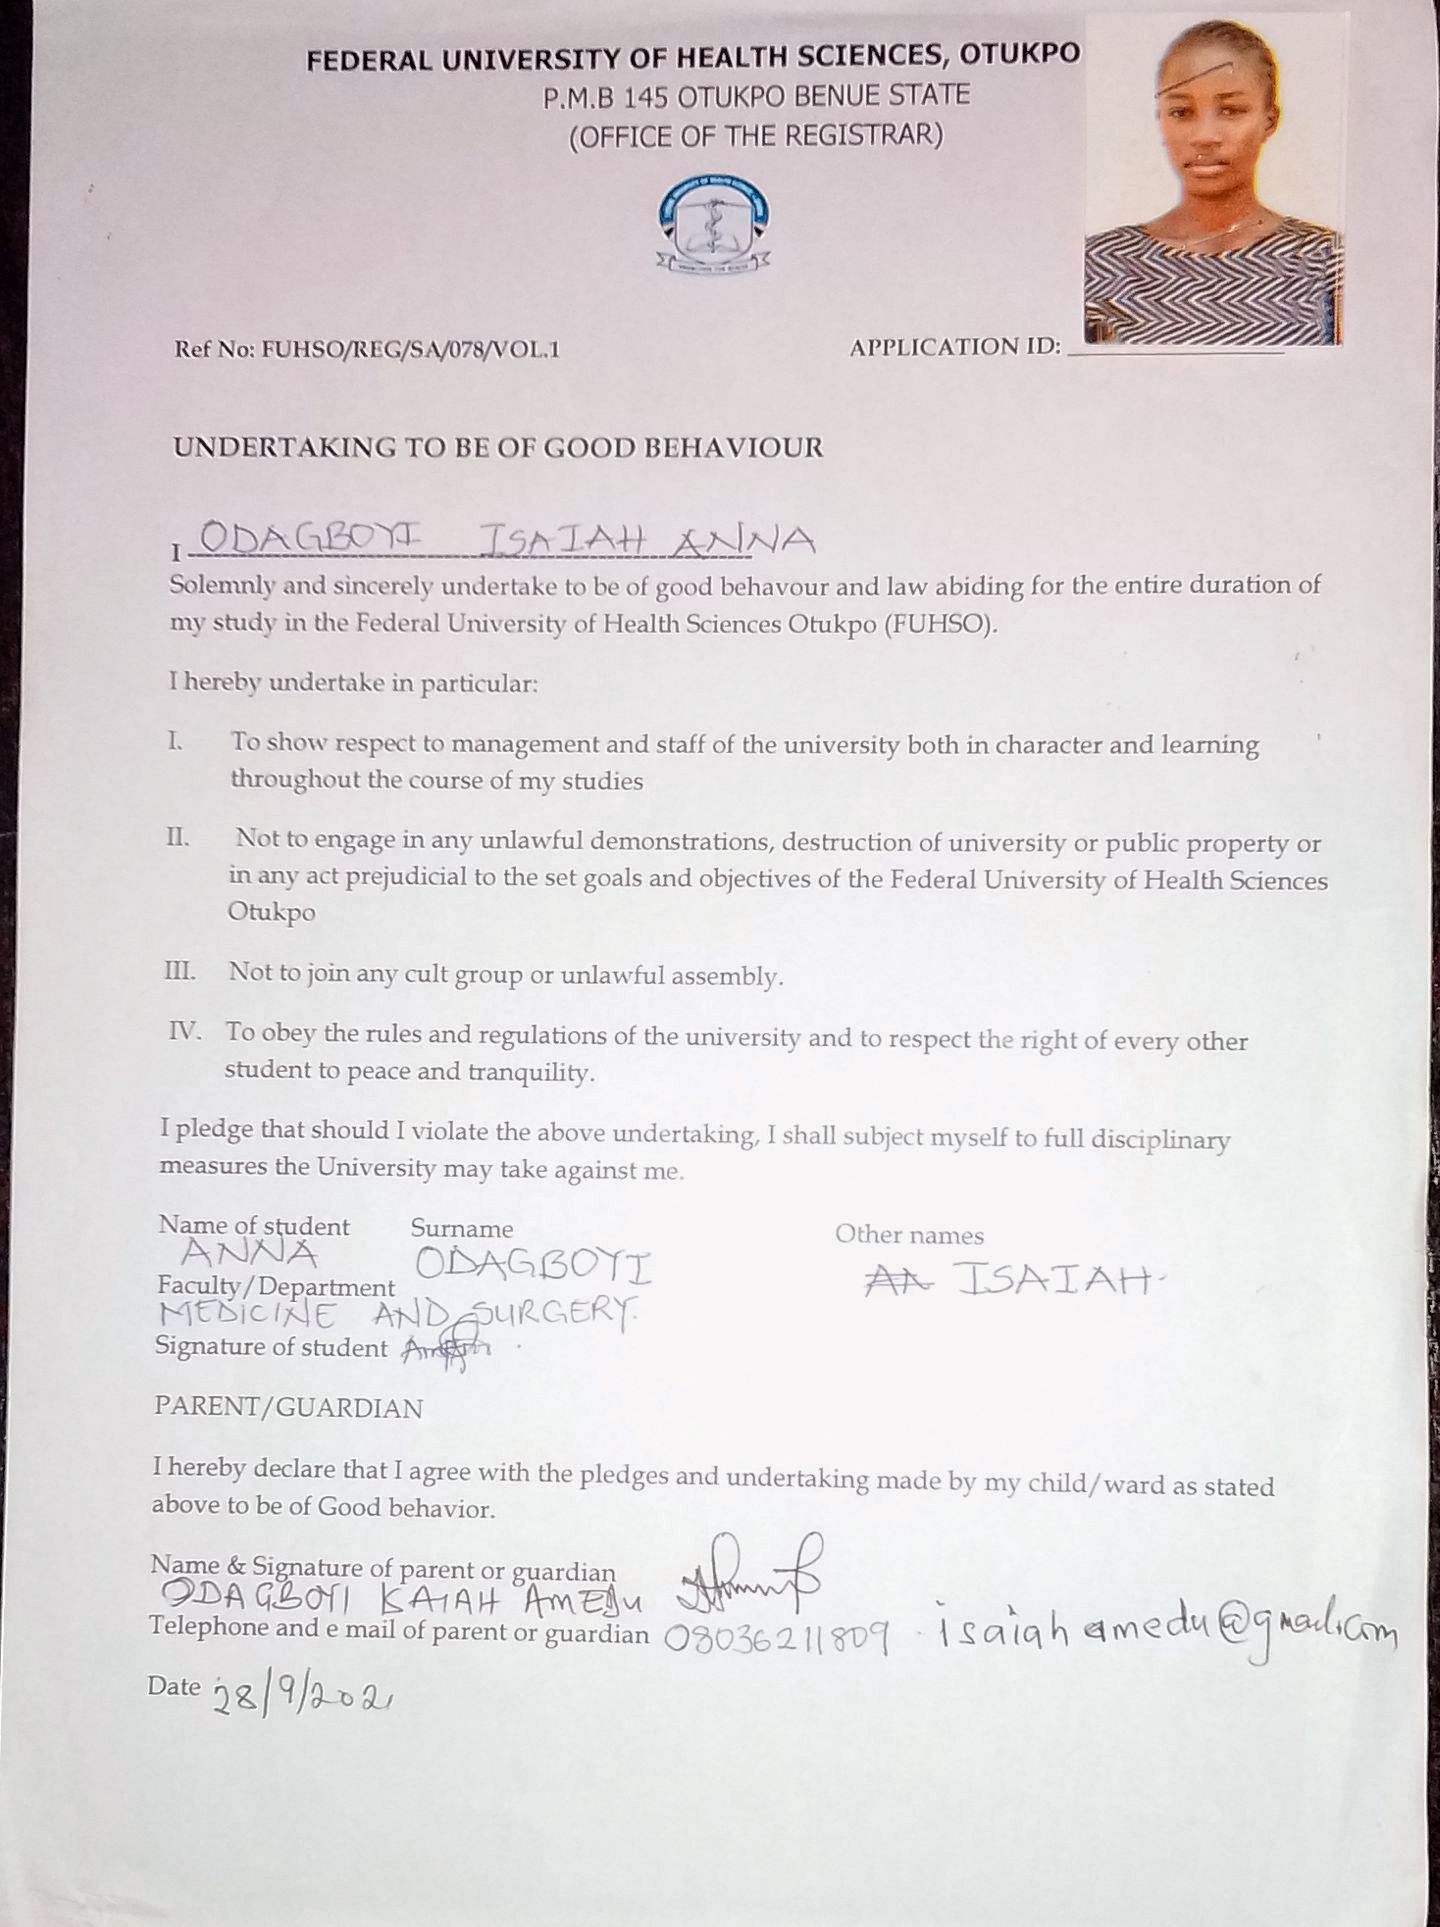 FEDERAL UNIVERSITY OF HEALTH SCIENCES, OTUKPO
P.M.B 145 OTUKPO BENUE STATE
(OFFICE OF THE REGISTRAR)
Ref No: FUHSO/REG/SA/078/VOL.1 APPLICATION ID:
UNDERTAKING TO BE OF GOOD BEHAVIOUR
I ODAGBOYI ISAIAH ANNA
Solemnly and sincerely undertake to be of good behavour and law abiding for the entire duration of
my study in the Federal University of Health Sciences Otukpo (FUHSO).
I hereby undertake in particular:
I. To show respect to management and staff of the university both in character and learning
throughout the course of my studies
II. Not to engage in any unlawful demonstrations, destruction of university or public property or
in any act prejudicial to the set goals and objectives of the Federal University of Health Sciences
Otukpo
III. Not to join any cult group or unlawful assembly.
IV. To obey the rules and regulations of the university and to respect the right of every other
student to peace and tranquility.
I pledge that should I violate the above undertaking, I shall subject myself to full disciplinary
measures the University may take against me.
Name of student Surname Other names
ANNA ODAGBOYI ISAIAH
Faculty/Department
MEDICINE AND SURGERY.
Signature of student
PARENT/GUARDIAN
I hereby declare that I agree with the pledges and undertaking made by my child/ward as stated
above to be of Good behavior.
Name & Signature of parent or guardian
ODAGBOYI ISAIAH AMEDU
Telephone and e mail of parent or guardian 08036211809 isaiahamedu@gmail.com
Date 28/9/2021